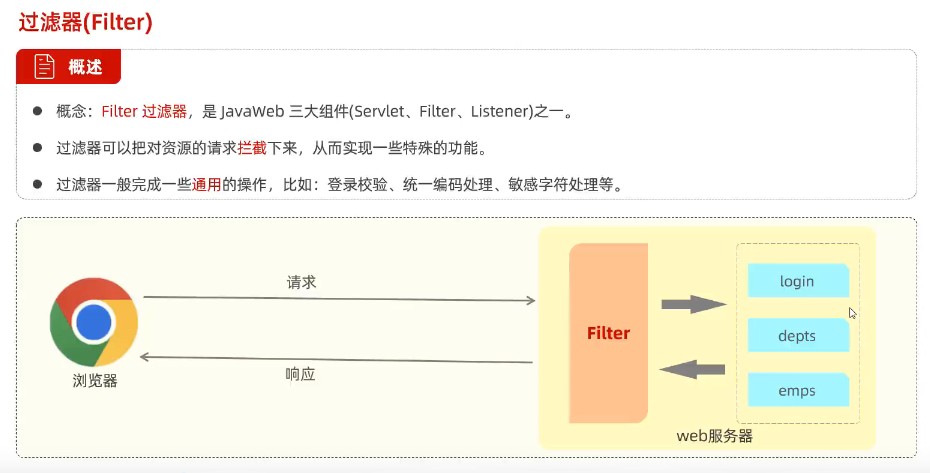 过滤器(Filter)
概述
概念：Filter 过滤器，是 JavaWeb 三大组件(Servlet、Filter、Listener)之一。
过滤器可以把对资源的请求拦截下来，从而实现一些特殊的功能。
过滤器一般完成一些通用的操作，比如：登录校验、统一编码处理、敏感字符处理等。
请求
login
Filter
depts
响应
浏览器
emps
web服务器